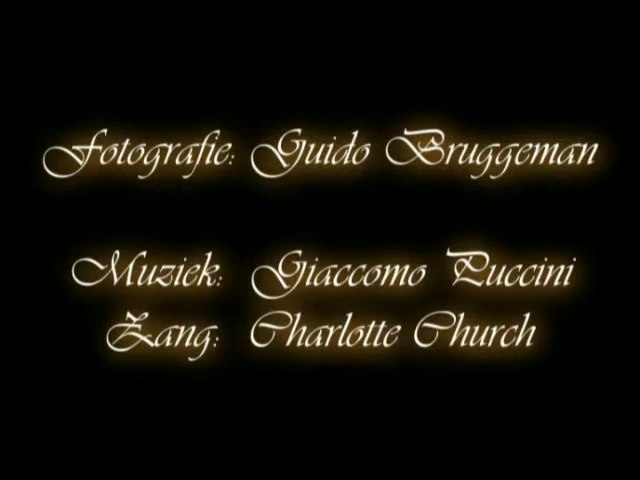 Fotografie: Guido Bruggeman
Muziek: Giaccomo Puccini
Zang: Charlotte Church